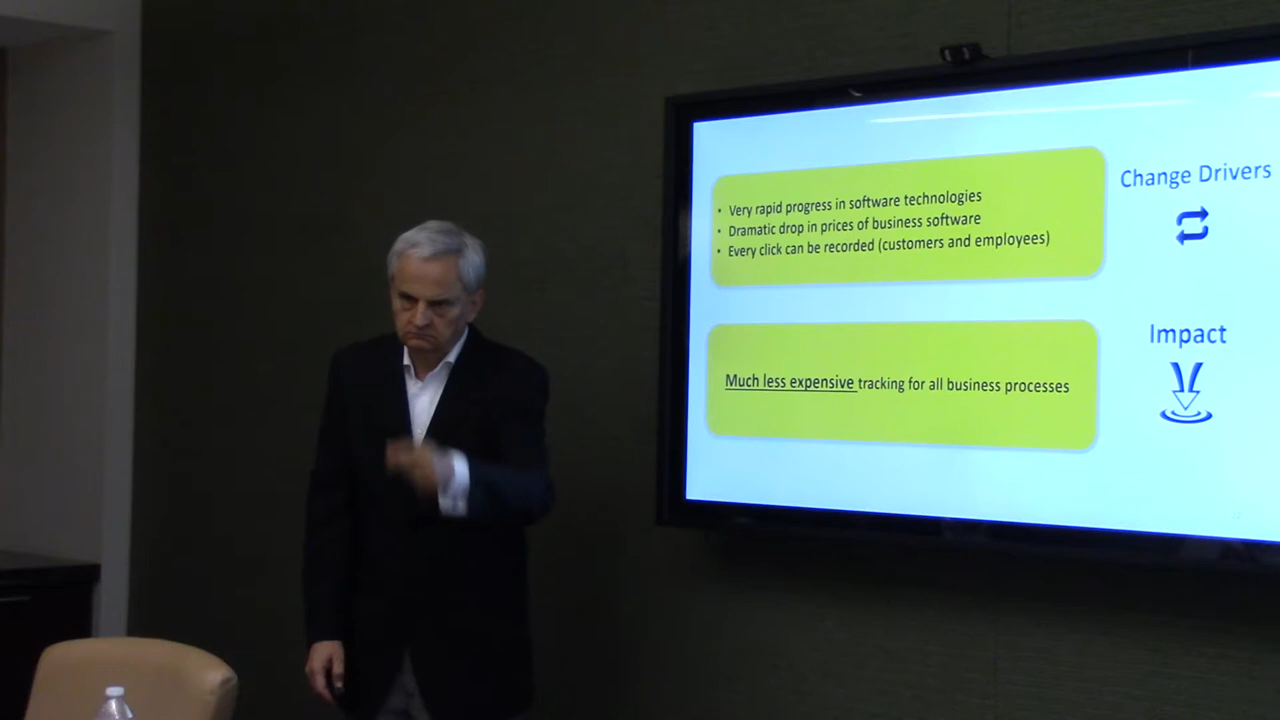 • Very rapid progress in software technologies
• Dramatic drop in prices of business software
• Every click can be recorded (customers and employees)
Change Drivers
Much less expensive tracking for all business processes
Impact